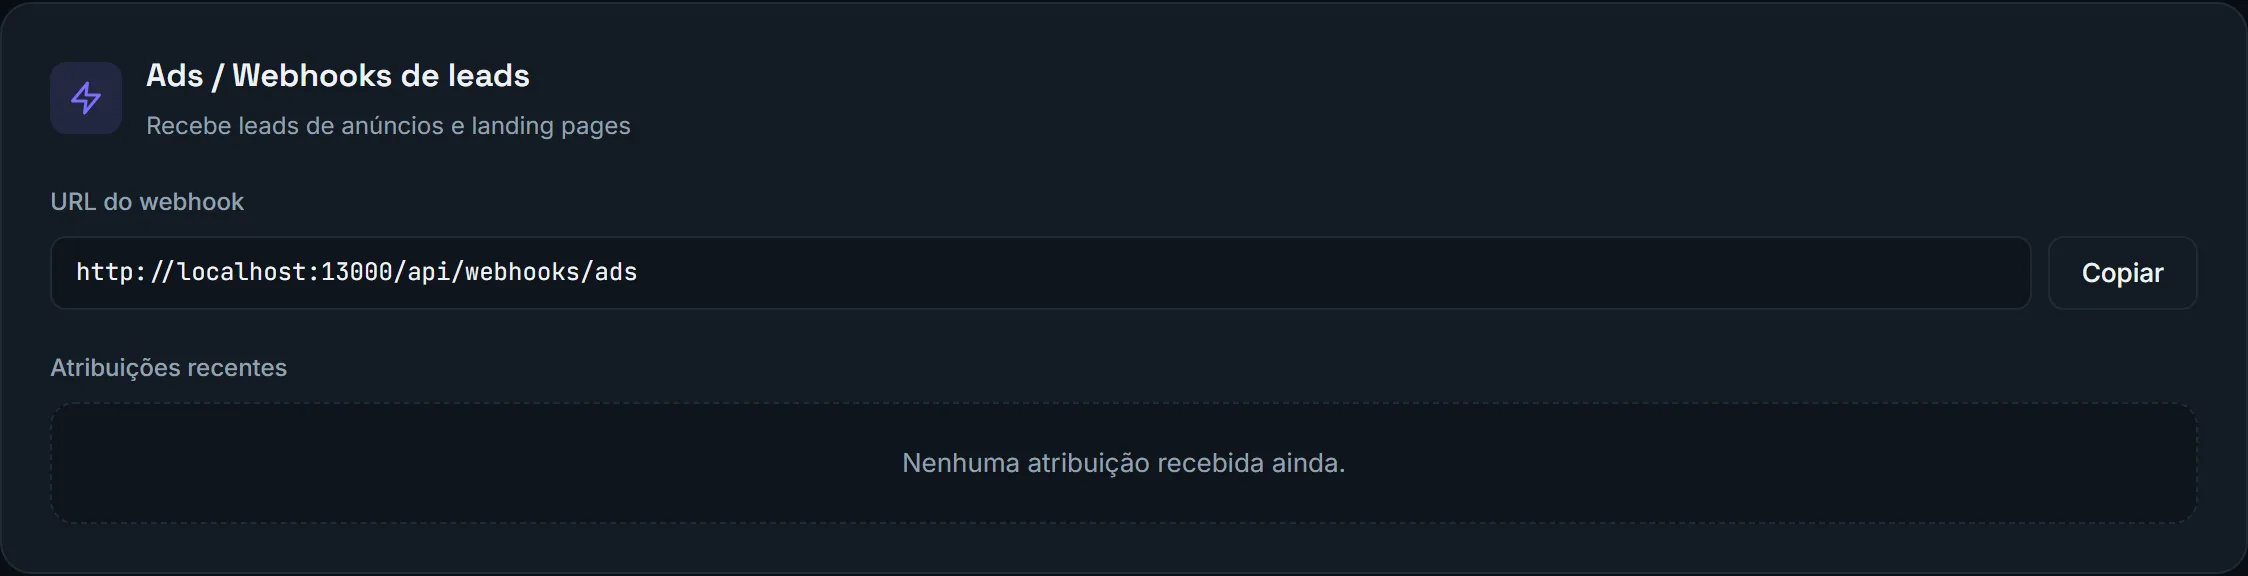 Ads / Webhooks de leads
Recebe leads de anúncios e landing pages
URL do webhook
http://localhost:13000/api/webhooks/ads
Copiar
Atribuições recentes
Nenhuma atribuição recebida ainda.